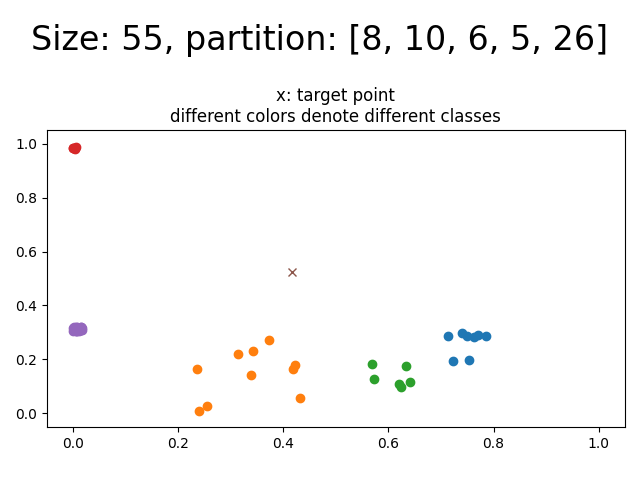 Size: 55, partition: [8, 10, 6, 5, 26]
x: target point
different colors denote different classes
1.0
0.8
0.6
0.4
0.2
0.0
0.0 0.2 0.4 0.6 0.8 1.0